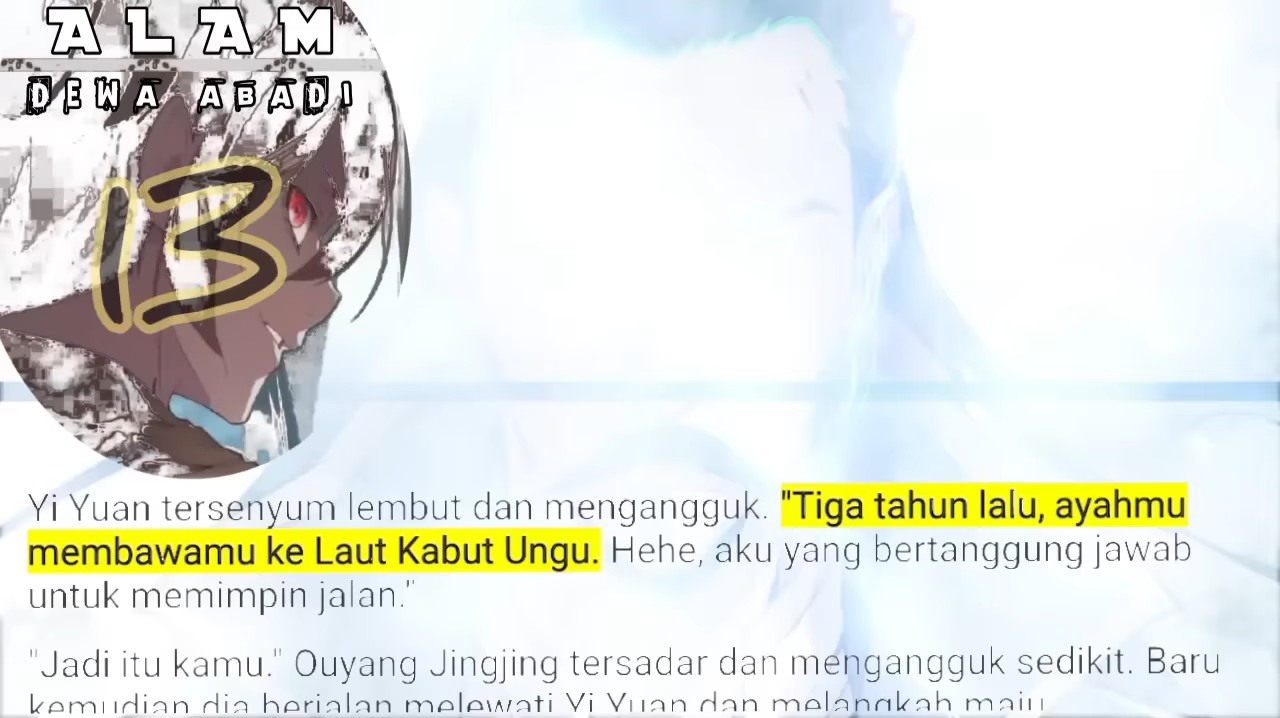 ALAM
DEWA ABADI
13
Yi Yuan tersenyum lembut dan mengangguk. "Tiga tahun lalu, ayahmu
membawamu ke Laut Kabut Ungu. Hehe, aku yang bertanggung jawab
untuk memimpin jalan."
"Jadi itu kamu." Ouyang Jingjing tersadar dan mengangguk sedikit. Baru
kemudian dia berjalan melewati Yi Yuan dan melangkah maju.